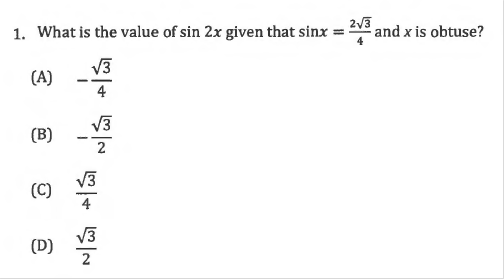 1. What is the value of sin 2x given that sinx = 2√3/4 and x is obtuse?
(A) -√3/4
(B) -√3/2
(C) √3/4
(D) √3/2